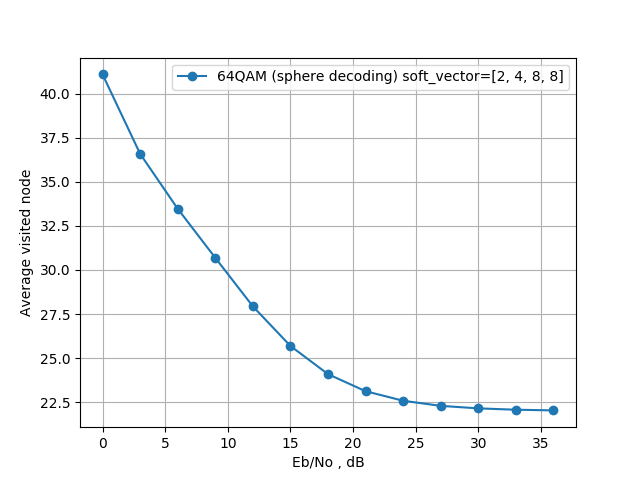 64QAM (sphere decoding) soft_vector=[2, 4, 8, 8]
40.0
37.5
35.0
32.5
30.0
27.5
25.0
22.5
Average visited node
0 5 10 15 20 25 30 35
Eb/No , dB